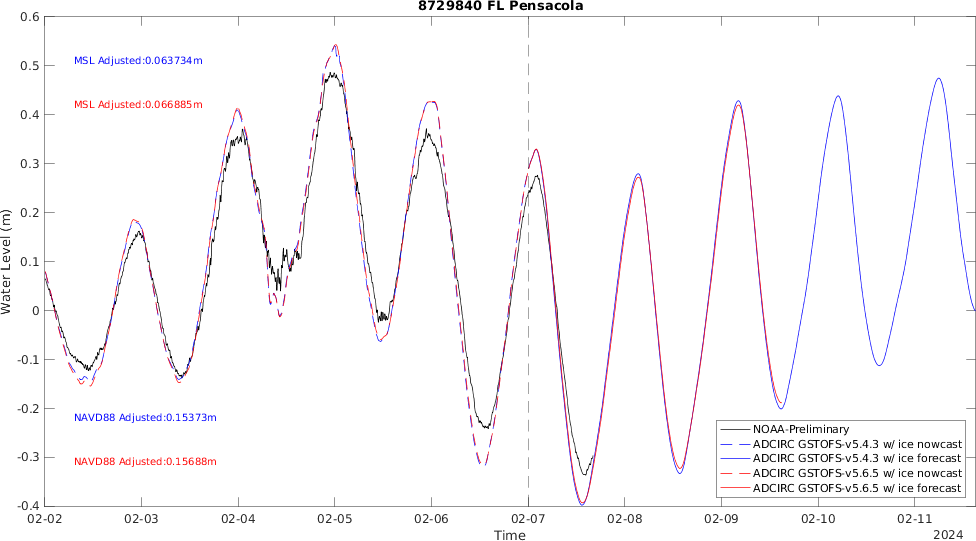 8729840 FL Pensacola
0.6
0.5
0.4
0.3
0.2
0.1
0
-0.1
-0.2
-0.3
-0.4
Water Level (m)
MSL Adjusted:0.063734m
MSL Adjusted:0.066885m
NAVD88 Adjusted:0.15373m
NAVD88 Adjusted:0.15688m
NOAA-Preliminary
ADCIRC GSTOFS-v5.4.3 w/ ice nowcast
ADCIRC GSTOFS-v5.4.3 w/ ice forecast
ADCIRC GSTOFS-v5.6.5 w/ ice nowcast
ADCIRC GSTOFS-v5.6.5 w/ ice forecast
02-02 02-03 02-04 02-05 02-06 02-07 02-08 02-09 02-10 02-11
Time
2024